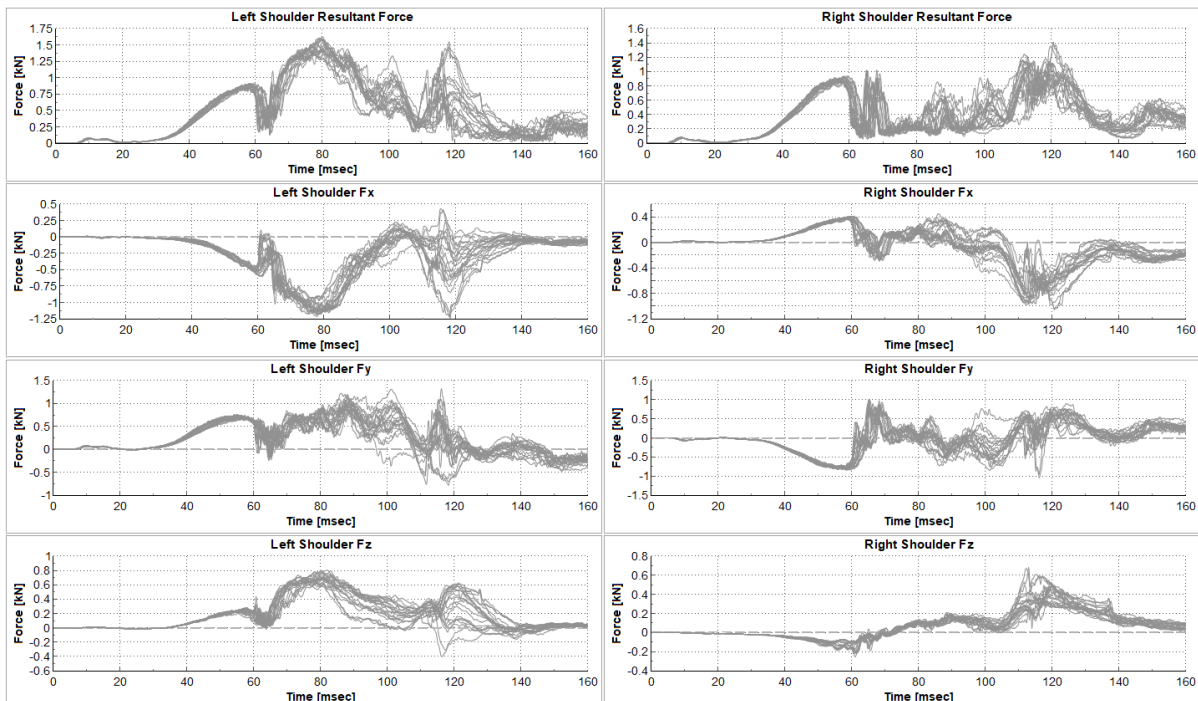 Left Shoulder Resultant Force
Force [kN]
1.75
1.5
1.25
1
0.75
0.5
0.25
0
0 20 40 60 80 100 120 140 160
Time [msec]
Right Shoulder Resultant Force
Force [kN]
1.6
1.4
1.2
1
0.8
0.6
0.4
0.2
0
0 20 40 60 80 100 120 140 160
Time [msec]
Left Shoulder Fx
Force [kN]
0.5
0.25
0
-0.25
-0.5
-0.75
-1
-1.25
0 20 40 60 80 100 120 140 160
Time [msec]
Right Shoulder Fx
Force [kN]
0.4
0
-0.4
-0.8
-1.2
0 20 40 60 80 100 120 140 160
Time [msec]
Left Shoulder Fy
Force [kN]
1.5
1
0.5
0
-0.5
-1
0 20 40 60 80 100 120 140 160
Time [msec]
Right Shoulder Fy
Force [kN]
1.5
1
0.5
0
-0.5
-1
-1.5
0 20 40 60 80 100 120 140 160
Time [msec]
Left Shoulder Fz
Force [kN]
1
0.8
0.6
0.4
0.2
0
-0.2
-0.4
-0.6
0 20 40 60 80 100 120 140 160
Time [msec]
Right Shoulder Fz
Force [kN]
0.8
0.6
0.4
0.2
0
-0.2
-0.4
0 20 40 60 80 100 120 140 160
Time [msec]